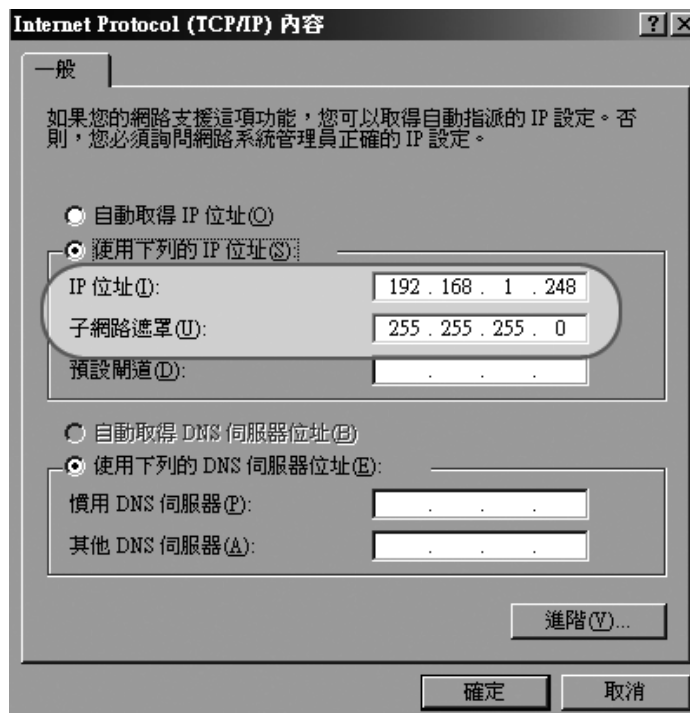 Internet Protocol (TCP/IP) 內容
一般
如果您的網路支援這項功能，您可以取得自動指派的 IP 設定。否
則，您必須詢問網路系統管理員正確的 IP 設定。
自動取得 IP 位址(O)
使用下列的 IP 位址(S):
IP 位址(I): 192 . 168 . 1 . 248
子網路遮罩(U): 255 . 255 . 255 . 0
預設閘道(D): . . .
自動取得 DNS 伺服器位址(B)
使用下列的 DNS 伺服器位址(E):
慣用 DNS 伺服器(P): . . .
其他 DNS 伺服器(A): . . .
進階(V)...
確定 取消